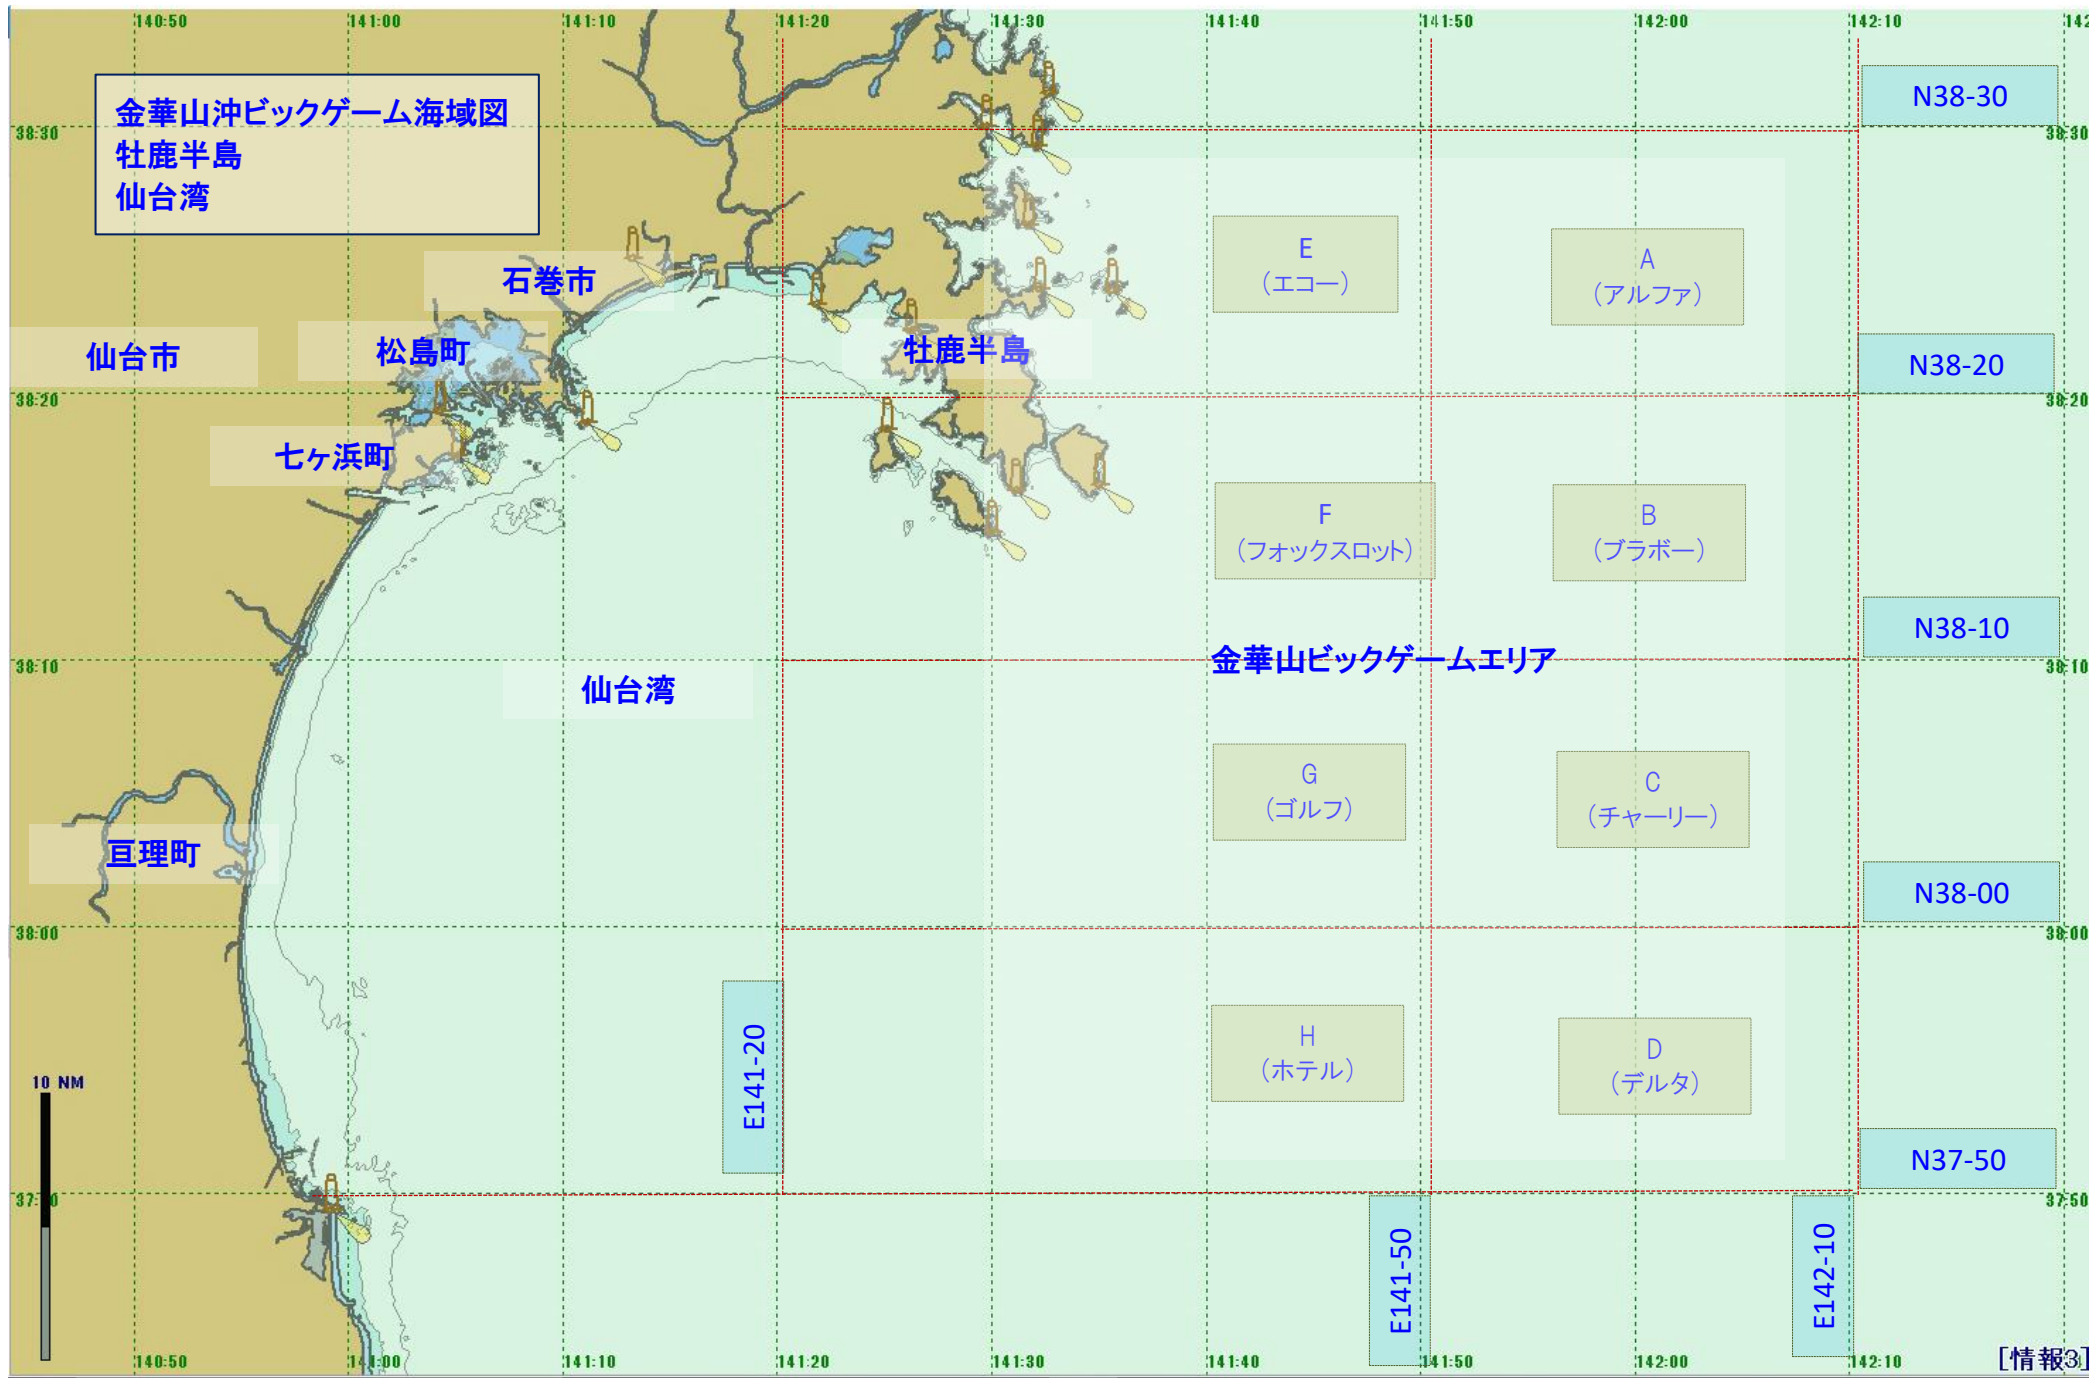 140:50 141:00 141:10 141:20 141:30 141:40 141:50 142:00 142:10 142
金華山沖ビックゲーム海域図
牡鹿半島
仙台湾
N38-30
38:30 38:30
E
(エコー)
A
(アルファ)
石巻市
仙台市
松島町
牡鹿半島
N38-20
38:20 38:20
七ヶ浜町
F
(フォックスロット)
B
(ブラボー)
N38-10
38:10 38:10
金華山ビックゲームエリア
仙台湾
G
(ゴルフ)
C
(チャーリー)
亘理町
N38-00
38:00 38:00
E141-20
H
(ホテル)
D
(デルタ)
10 NM
N37-50
37:50 37:50
E141-50
E142-10
140:50 141:00 141:10 141:20 141:30 141:40 141:50 142:00 142:10
[情報3]